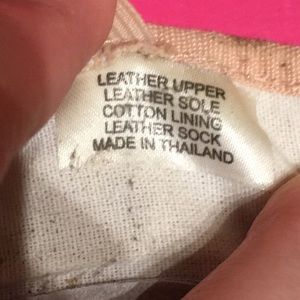 LEATHER UPPER
LEATHER SOLE
COTTON LINING
LEATHER SOCK
MADE IN THAILAND